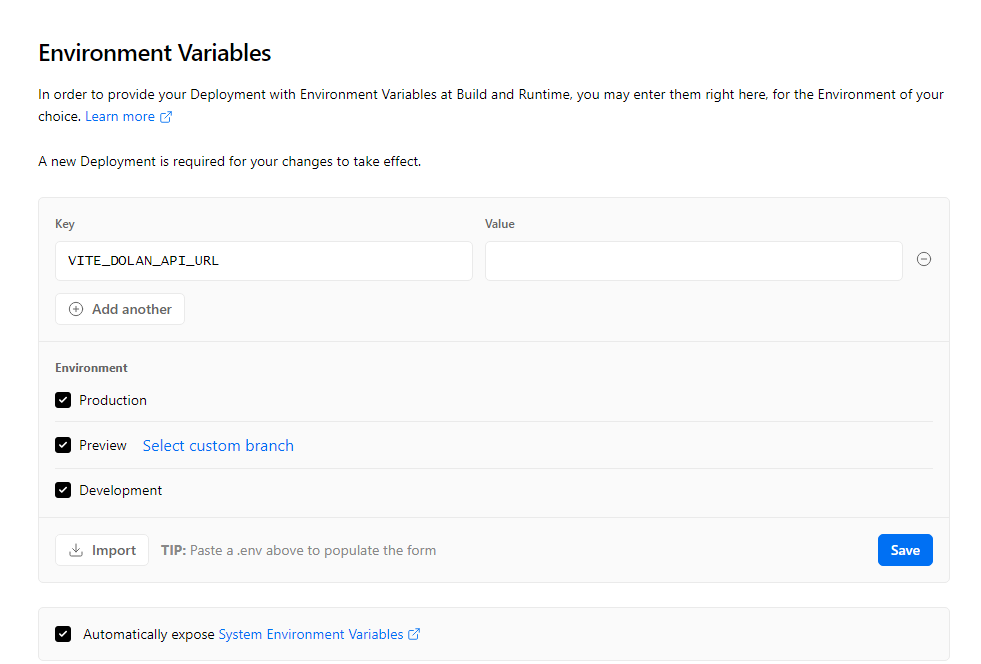 Environment Variables
In order to provide your Deployment with Environment Variables at Build and Runtime, you may enter them right here, for the Environment of your
choice. Learn more
A new Deployment is required for your changes to take effect.
Key
Value
VITE_DOLAN_API_URL
Add another
Environment
Production
Preview Select custom branch
Development
Import TIP: Paste a .env above to populate the form Save
Automatically expose System Environment Variables